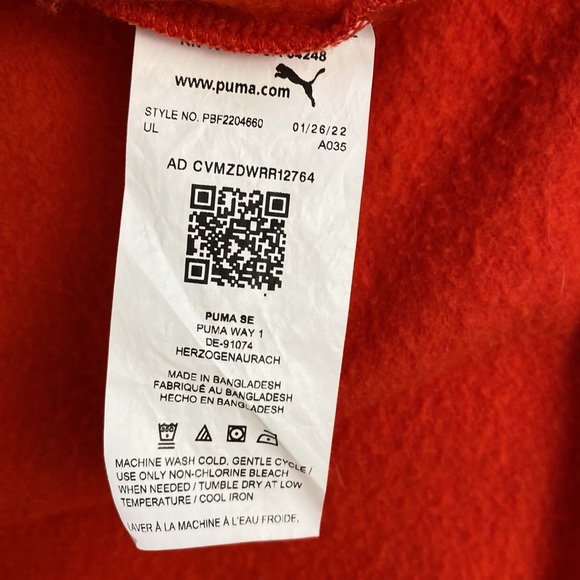 04248
www.puma.com
STYLE NO. PBF2204660 01/26/22
UL A035
AD CVMZDWRR12764
PUMA SE
PUMA WAY 1
DE-91074
HERZOGENAURACH
MADE IN BANGLADESH
FABRIQUÉ AU BANGLADESH
HECHO EN BANGLADESH
MACHINE WASH COLD, GENTLE CYCLE /
USE ONLY NON-CHLORINE BLEACH
WHEN NEEDED / TUMBLE DRY AT LOW
TEMPERATURE / COOL IRON
LAVER À LA MACHINE À L'EAU FROIDE,